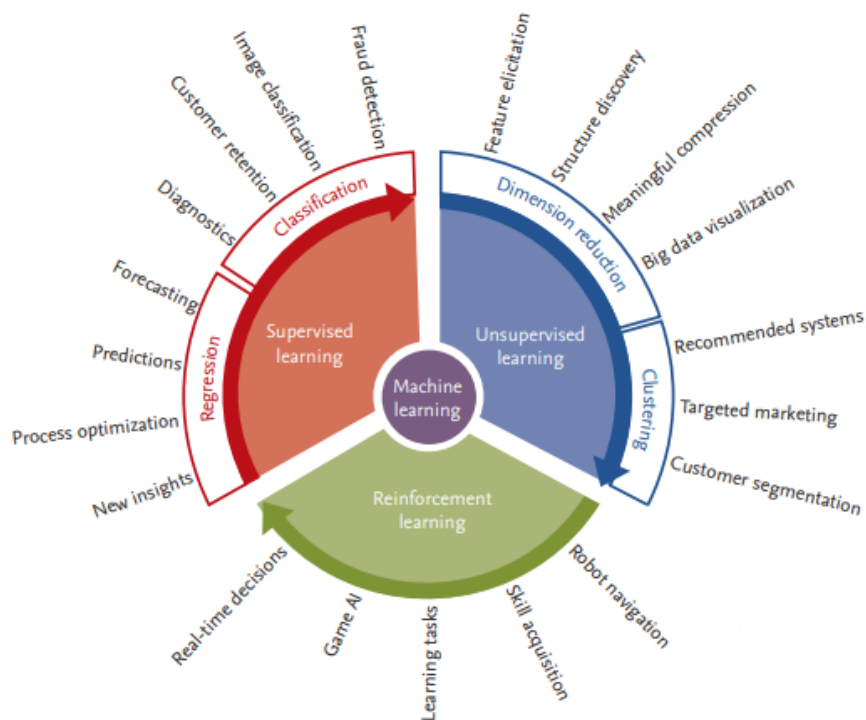 Fraud detection
Image classification
Customer retention
Diagnostics
Classification
Forecasting
Predictions
Process optimization
New insights
Regression
Supervised
learning
Feature elicitation
Structure discovery
Meaningful compression
Big data visualization
Dimension reduction
Recommended systems
Targeted marketing
Customer segmentation
Clustering
Unsupervised
learning
Machine
learning
Reinforcement
learning
Real-time decisions
Game AI
Learning tasks
Skill acquisition
Robot navigation